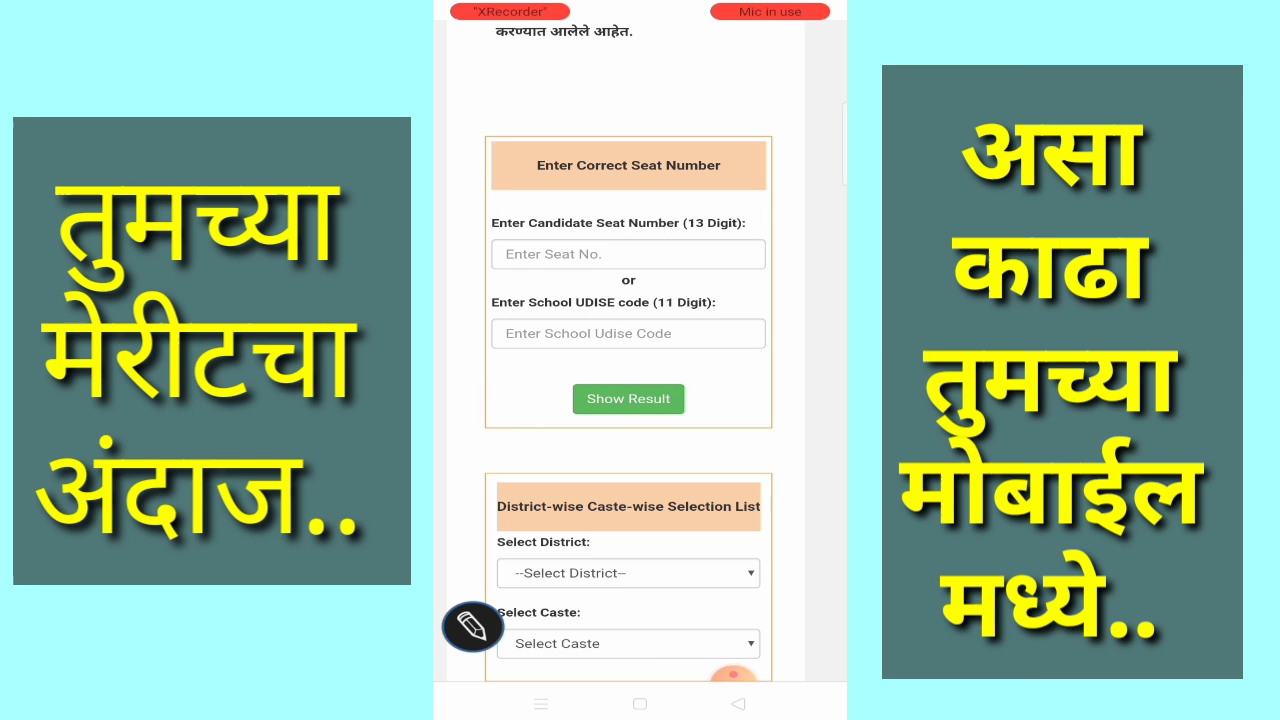 तुमच्या
मेरीटचा
अंदाज..
"XRecorder"
Mic in use
करण्यात आलेले आहेत.
Enter Correct Seat Number
Enter Candidate Seat Number (13 Digit):
Enter Seat No.
or
Enter School UDISE code (11 Digit):
Enter School Udise Code
Show Result
District-wise Caste-wise Selection List
Select District:
--Select District--
Select Caste:
Select Caste
असा
काढा
तुमच्या
मोबाईल
मध्ये..